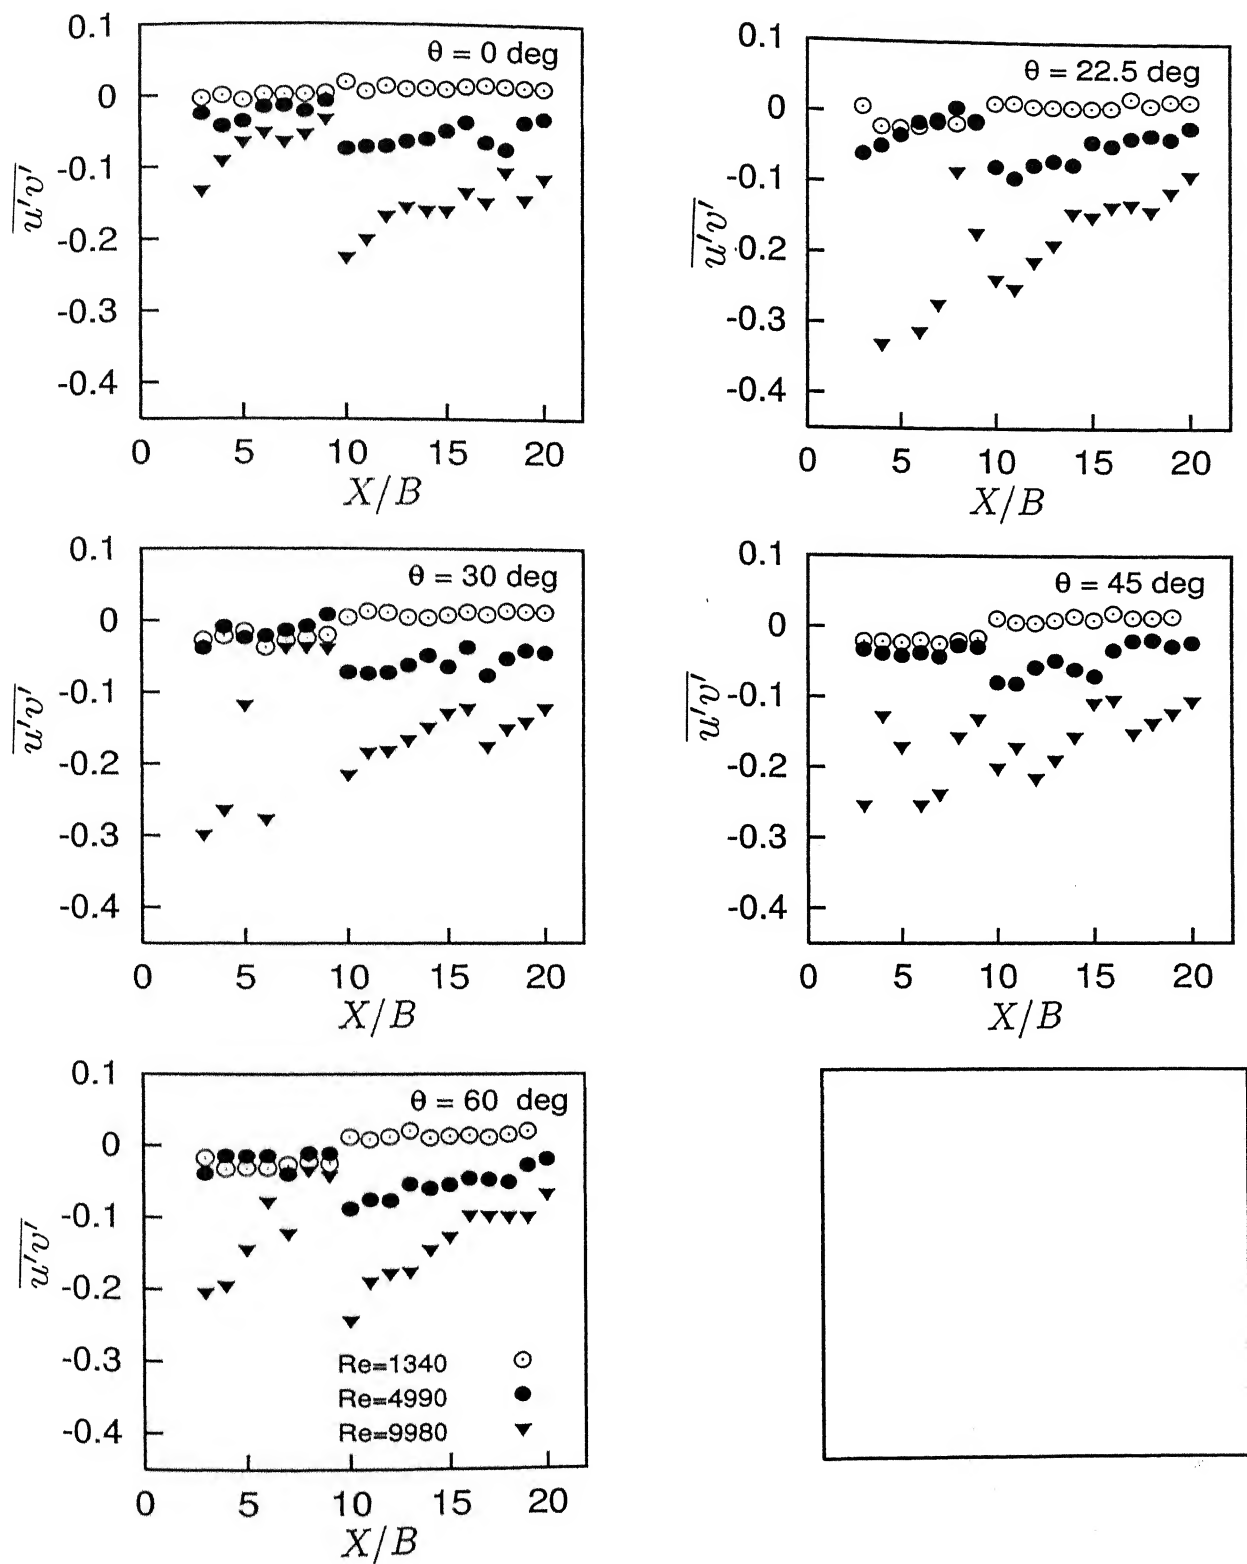 0.1
θ = 0 deg
0
-0.1
-0.2
-0.3
-0.4
u'v'
0 5 10 15 20
X/B
0.1
θ = 22.5 deg
0
-0.1
-0.2
-0.3
-0.4
u'v'
0 5 10 15 20
X/B
0.1
θ = 30 deg
0
-0.1
-0.2
-0.3
-0.4
u'v'
0 5 10 15 20
X/B
0.1
θ = 45 deg
0
-0.1
-0.2
-0.3
-0.4
u'v'
0 5 10 15 20
X/B
0.1
θ = 60 deg
0
-0.1
-0.2
-0.3
-0.4
u'v'
Re=1340
Re=4990
Re=9980
0 5 10 15 20
X/B